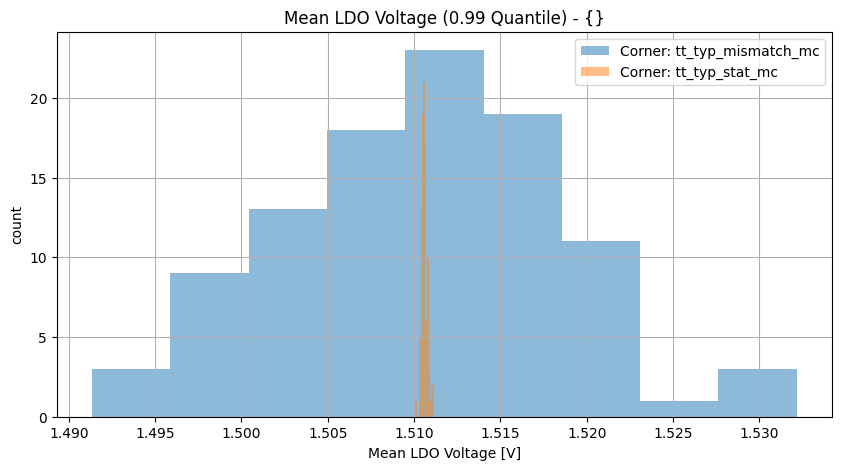 Mean LDO Voltage (0.99 Quantile) - {}
Corner: tt_typ_mismatch_mc
Corner: tt_typ_stat_mc
20
15
10
5
0
count
1.490
1.495
1.500
1.505
1.510
1.515
1.520
1.525
1.530
Mean LDO Voltage [V]